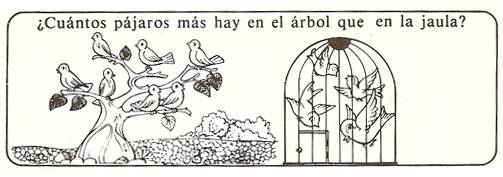 ¿Cuántos pájaros más hay en el árbol que en la jaula?